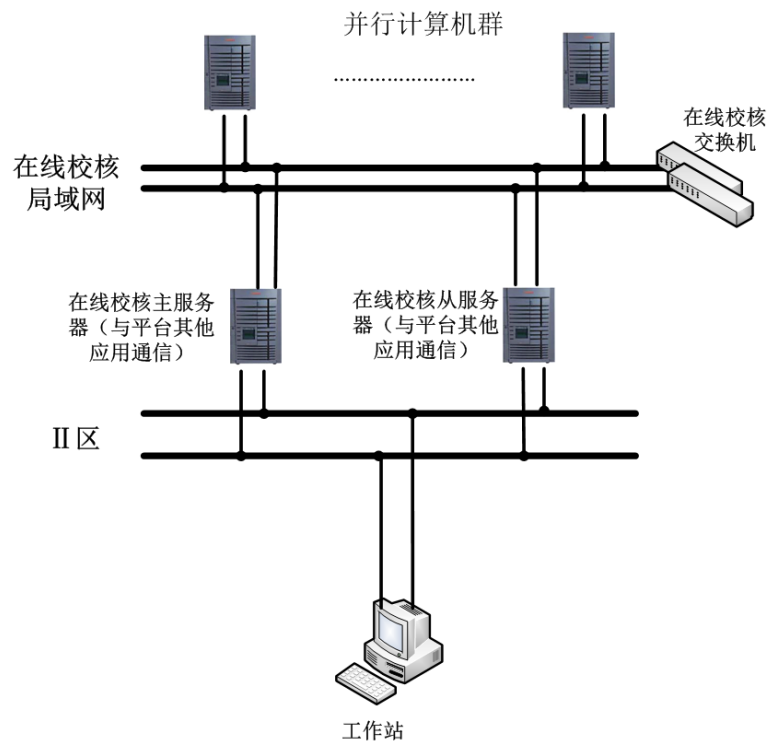 并行计算机群
........................
在线校核
交换机
在线校核
局域网
在线校核主服务
器（与平台其他
应用通信）
在线校核从服务
器（与平台其他
应用通信）
II区
工作站